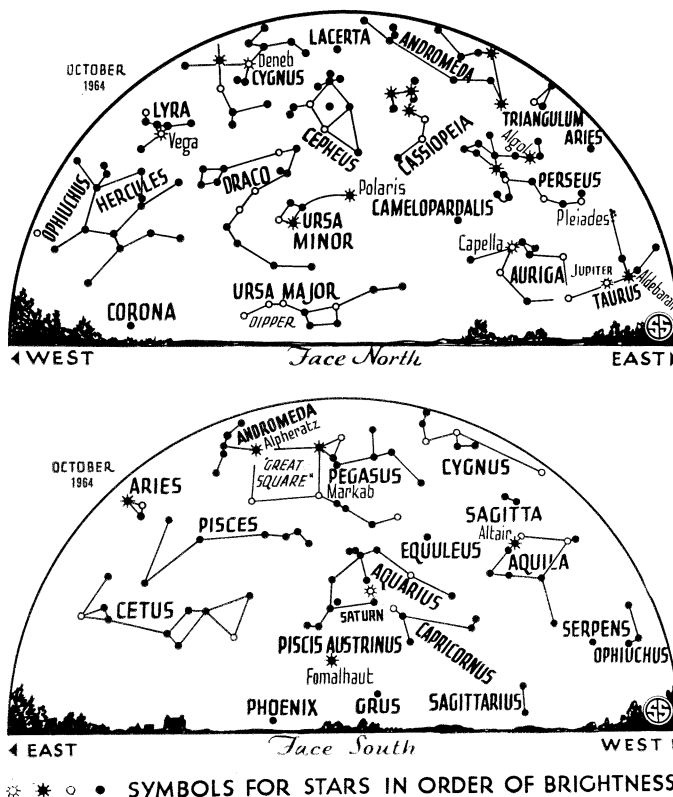 LACERTA
ANDROMEDA
OCTOBER
1964
Deneb
CYGNUS
LYRA
Vega
CEPHEUS
CASSIOPEIA
TRIANGULUM
Algol
ARIES
OPHIUCHUS
HERCULES
DRACO
Polaris
PERSEUS
URSA
MINOR
CAMELOPARDALIS
Pleiades
Capella
AURIGA
JUPITER
TAURUS
Aldebaran
URSA MAJOR
DIPPER
CORONA
SS
WEST
Face North
EAST
ANDROMEDA
Alpheratz
OCTOBER
1964
"GREAT
SQUARE"
PEGASUS
Markab
CYGNUS
ARIES
PISCES
SAGITTA
Altair
EQUULEUS
AQUILA
AQUARIUS
CETUS
SATURN
PISCIS AUSTRINUS
Fomalhaut
CAPRICORNUS
SERPENS
OPHIUCHUS
PHOENIX
GRUS
SAGITTARIUS
SS
EAST
Face South
WEST
SYMBOLS FOR STARS IN ORDER OF BRIGHTNESS